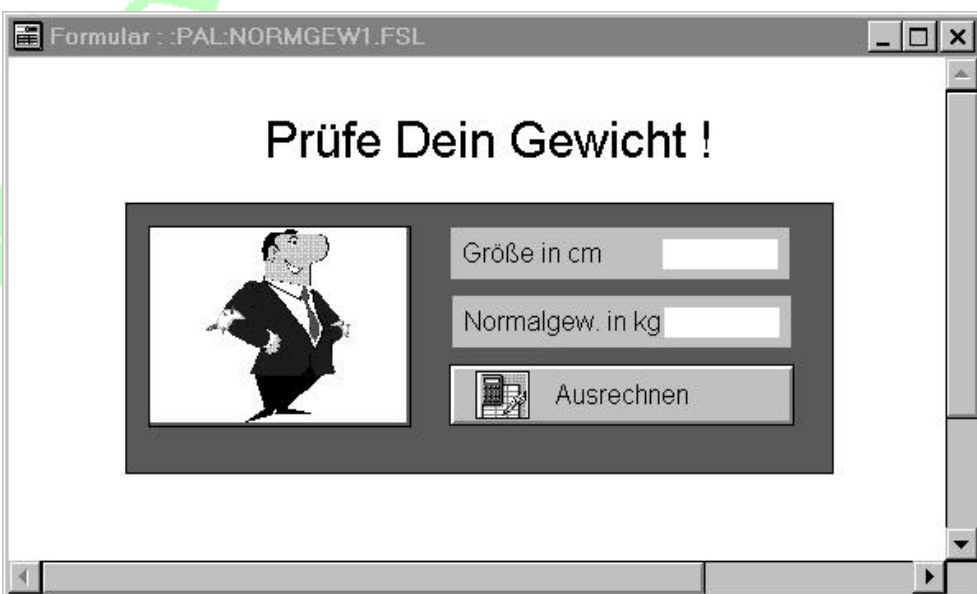 Formular : :PAL:NORMGEW1.FSL
Prüfe Dein Gewicht !
Größe in cm
Normalgew. in kg
Ausrechnen